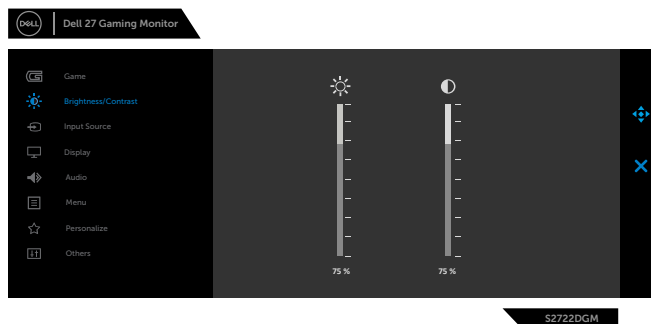 DELL
Dell 27 Gaming Monitor
Game
Brightness/Contrast
Input Source
Display
Audio
Menu
Personalize
Others
75 %
75 %
S2722DGM